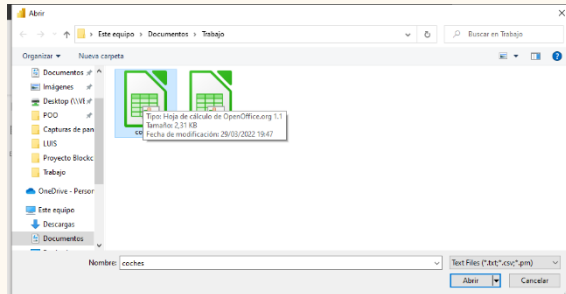 Abrir
Este equipo > Documentos > Trabajo
Buscar en Trabajo
Organizar
Nueva carpeta
Documentos
Imágenes
Desktop (\\VE
POO
Capturas de pan
LUIS
Proyecto Blockc
Trabajo
OneDrive - Person
Este equipo
Descargas
Documentos
Tipo: Hoja de cálculo de OpenOffice.org 1.1
Tamaño: 2,31 KB
Fecha de modificación: 29/03/2022 19:47
Nombre: coches
Text Files (*.txt;*.csv;*.prn)
Abrir
Cancelar